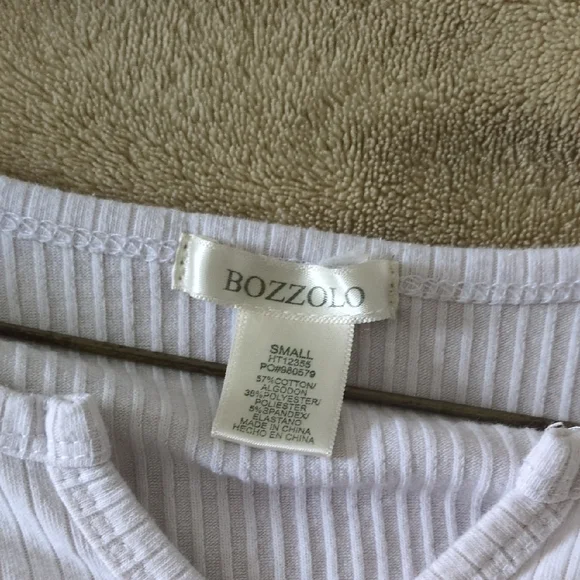 BOZZOLO
SMALL
HT12355
PO#980579
57%COTTON/
ALGODON
38%POLYESTER/
POLIESTER
5%SPANDEX/
ELASTANO
MADE IN CHINA
HECHO EN CHINA